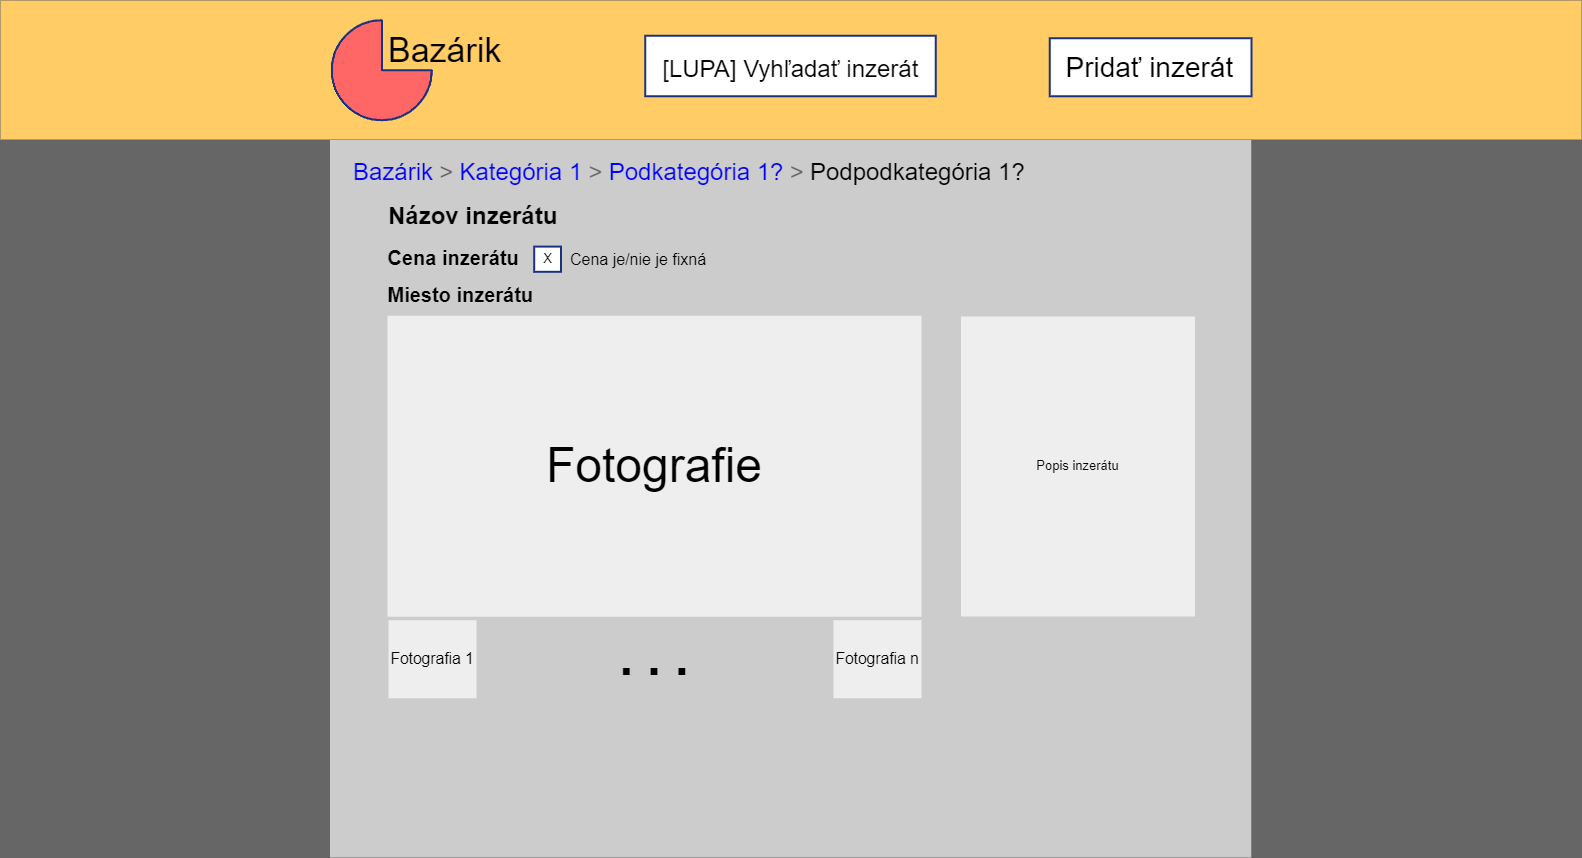 Bazárik
[LUPA] Vyhľadať inzerát
Pridať inzerát
Bazárik > Kategória 1 > Podkategória 1? > Podpodkategória 1?
Názov inzerátu
Cena inzerátu X Cena je/nie je fixná
Miesto inzerátu
Fotografie
Popis inzerátu
Fotografia 1
. . .
Fotografia n